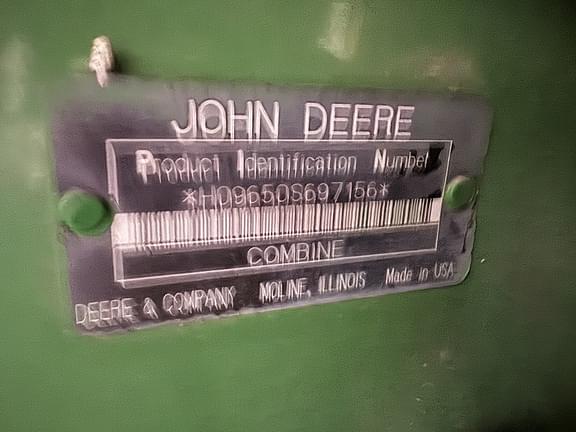 JOHN DEERE
Product Identification Number
*H09650S697156*
COMBINE
DEERE & COMPANY MOLINE, ILLINOIS Made in USA